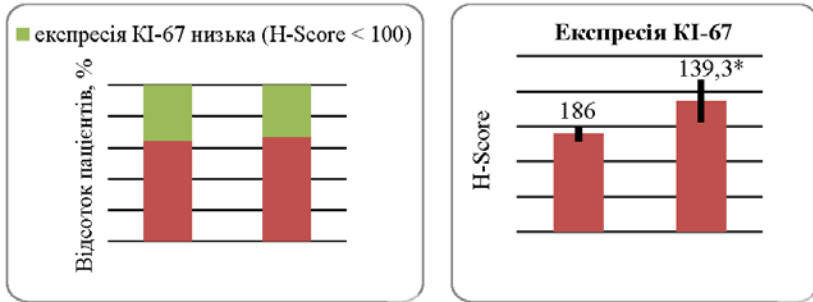 експресія КІ-67 низька (H-Score < 100)
Відсоток пацієнтів, %
Експресія КІ-67
139,3*
186
H-Score